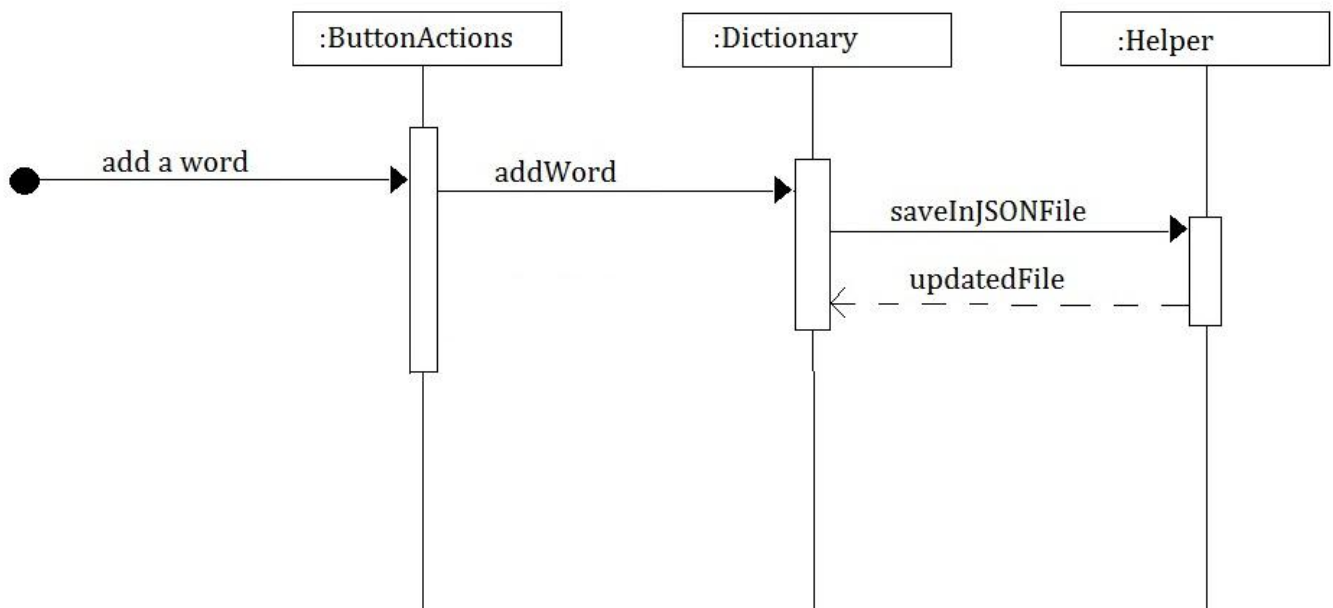 :ButtonActions
:Dictionary
:Helper
add a word
addWord
saveInJSONFile
updatedFile